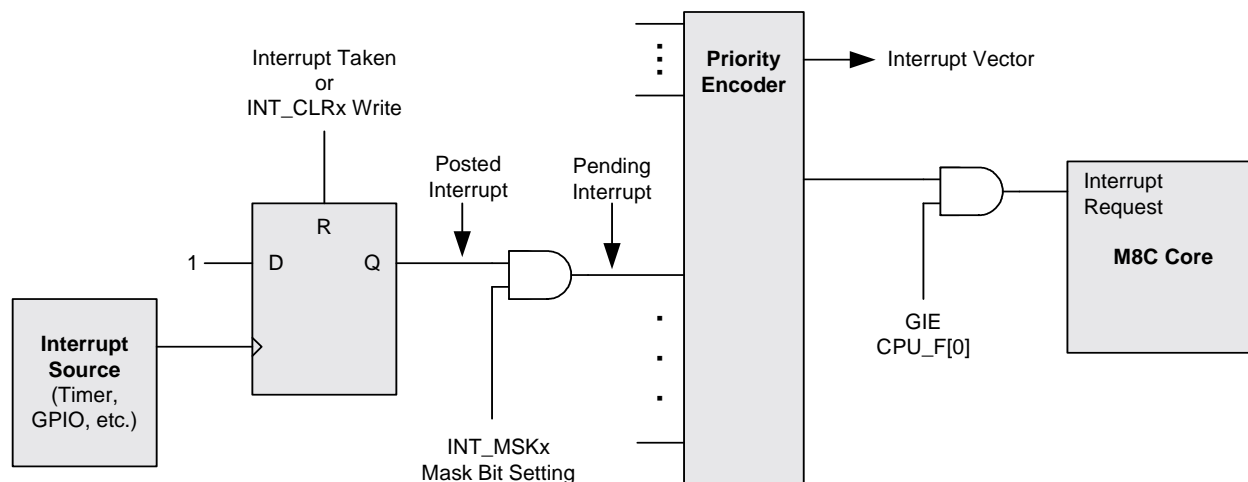 Interrupt Taken
or
INT_CLRx Write
Priority
Encoder
Interrupt Vector
Posted
Interrupt
Pending
Interrupt
R
1
D
Q
Interrupt
Request
M8C Core
Interrupt
Source
(Timer,
GPIO, etc.)
GIE
CPU_F[0]
INT_MSKx
Mask Bit Setting